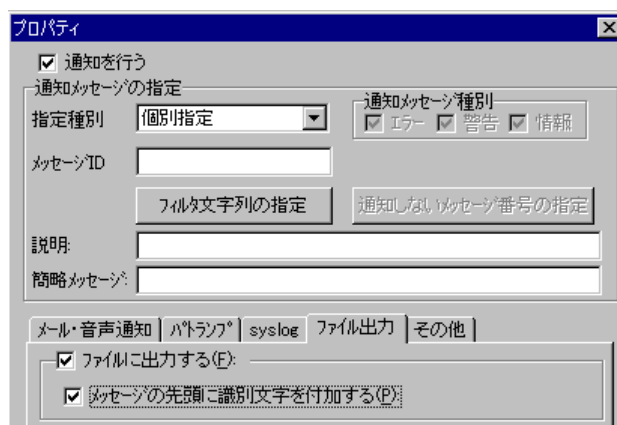 プロパティ
通知を行う
通知メッセージの指定
指定種別 個別指定
通知メッセージ種別
エラー 警告 情報
メッセージID
フィルタ文字列の指定 通知しないメッセージ番号の指定
説明:
簡略メッセージ:
メール・音声通知 パトランプ syslog ファイル出力 その他
ファイルに出力する(F):
メッセージの先頭に識別文字を付加する(P):